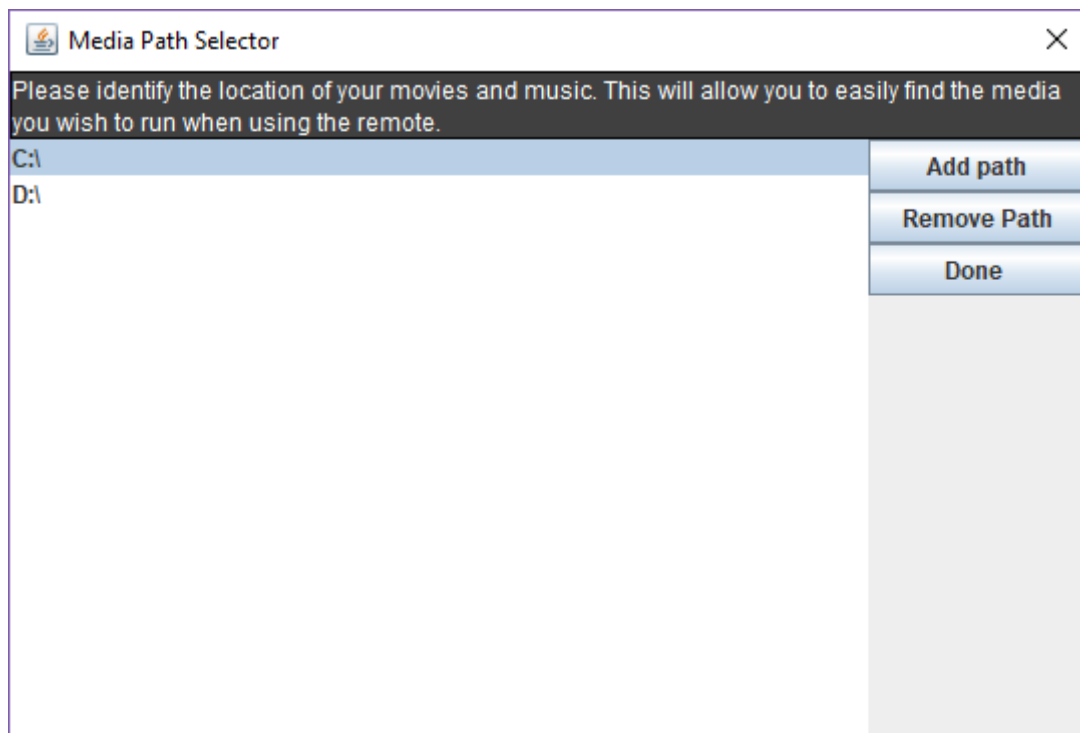 Media Path Selector
Please identify the location of your movies and music. This will allow you to easily find the media
you wish to run when using the remote.
C:\
D:\
Add path
Remove Path
Done